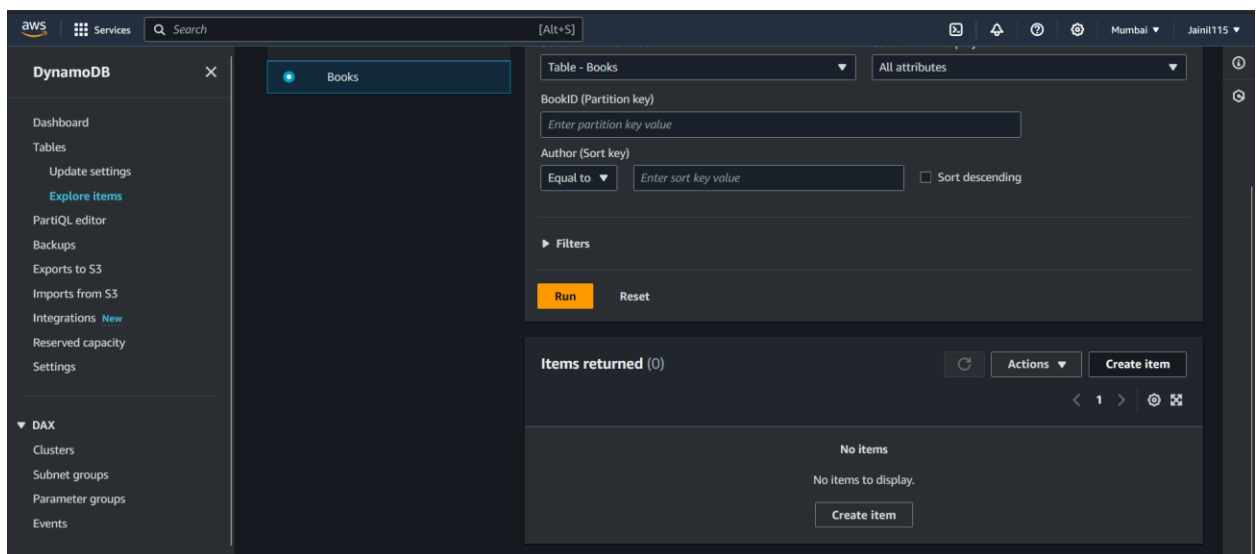 aws Services Search [Alt+S] Mumbai Jainil115
DynamoDB
Dashboard
Tables
Update settings
Explore items
PartiQL editor
Backups
Exports to S3
Imports from S3
Integrations New
Reserved capacity
Settings
DAX
Clusters
Subnet groups
Parameter groups
Events
Books
Table - Books All attributes
BookID (Partition key)
Enter partition key value
Author (Sort key)
Equal to Enter sort key value Sort descending
Filters
Run Reset
Items returned (0) Actions Create item
1
No items
No items to display.
Create item